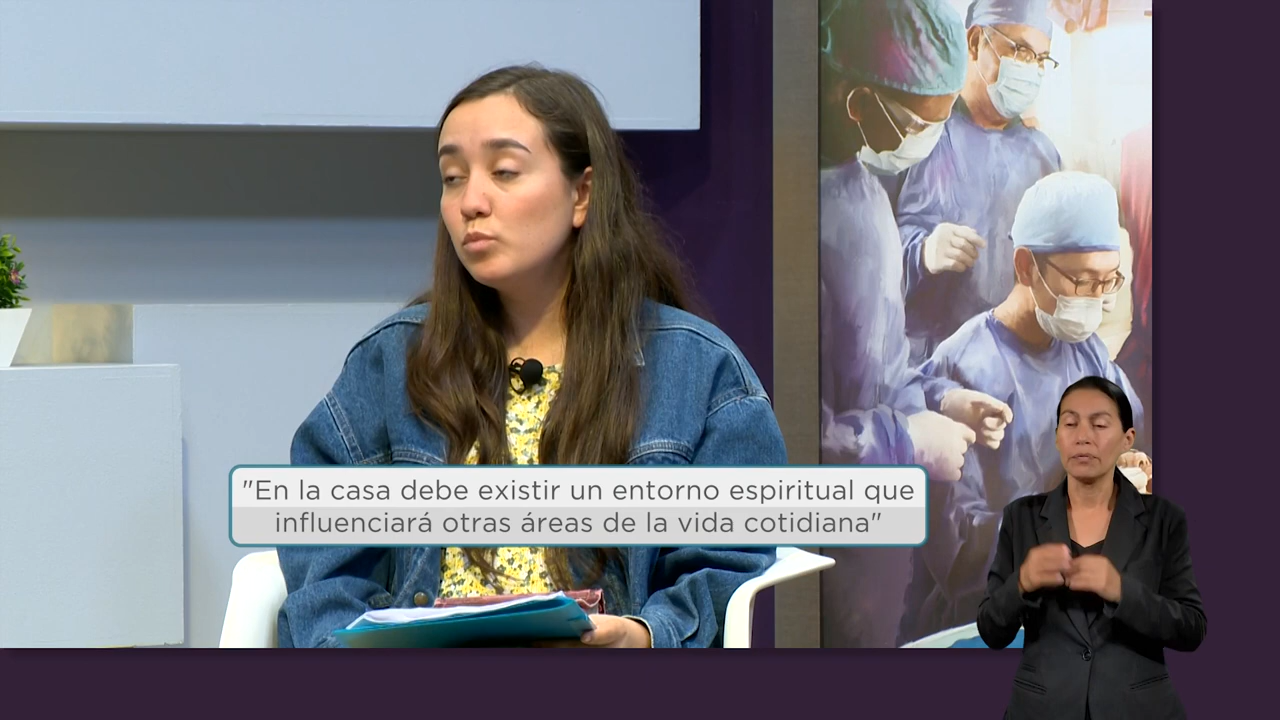 "En la casa debe existir un entorno espiritual que
influenciará otras áreas de la vida cotidiana"